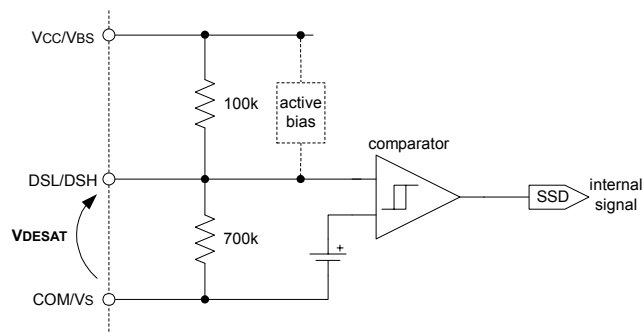 VCC/VBS
100k
active
bias
comparator
DSL/DSH
SSD
internal
signal
VDESAT
700k
+
COM/VS